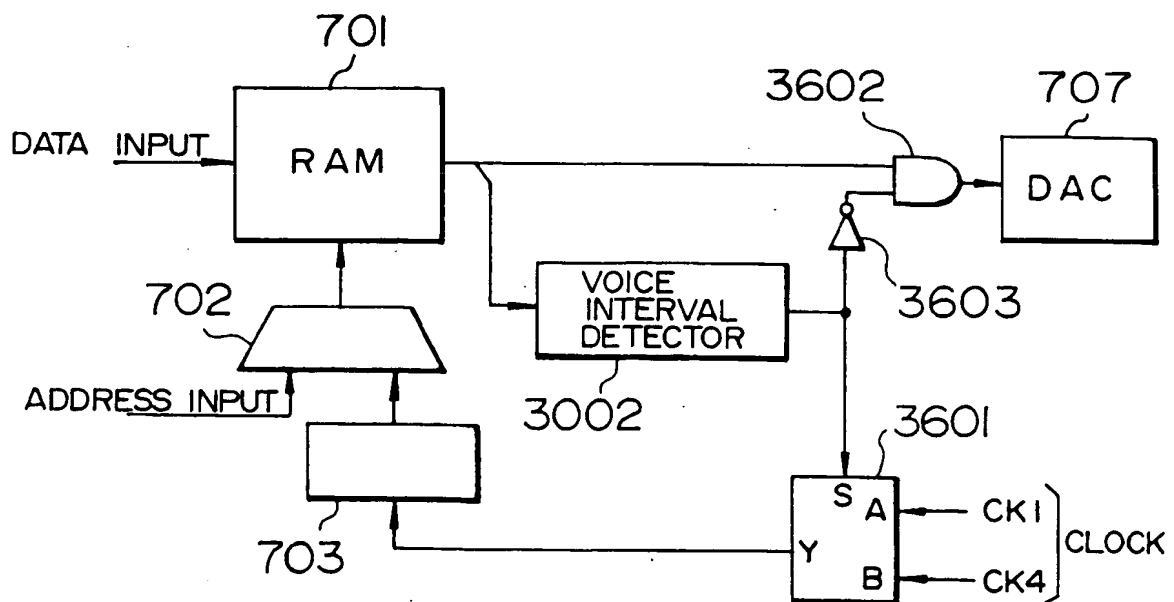 701
3602
707
DATA INPUT
RAM
DAC
702
VOICE
INTERVAL
DETECTOR
3603
ADDRESS INPUT
3002
3601
S
A
CK1
CLOCK
703
Y
B
CK4